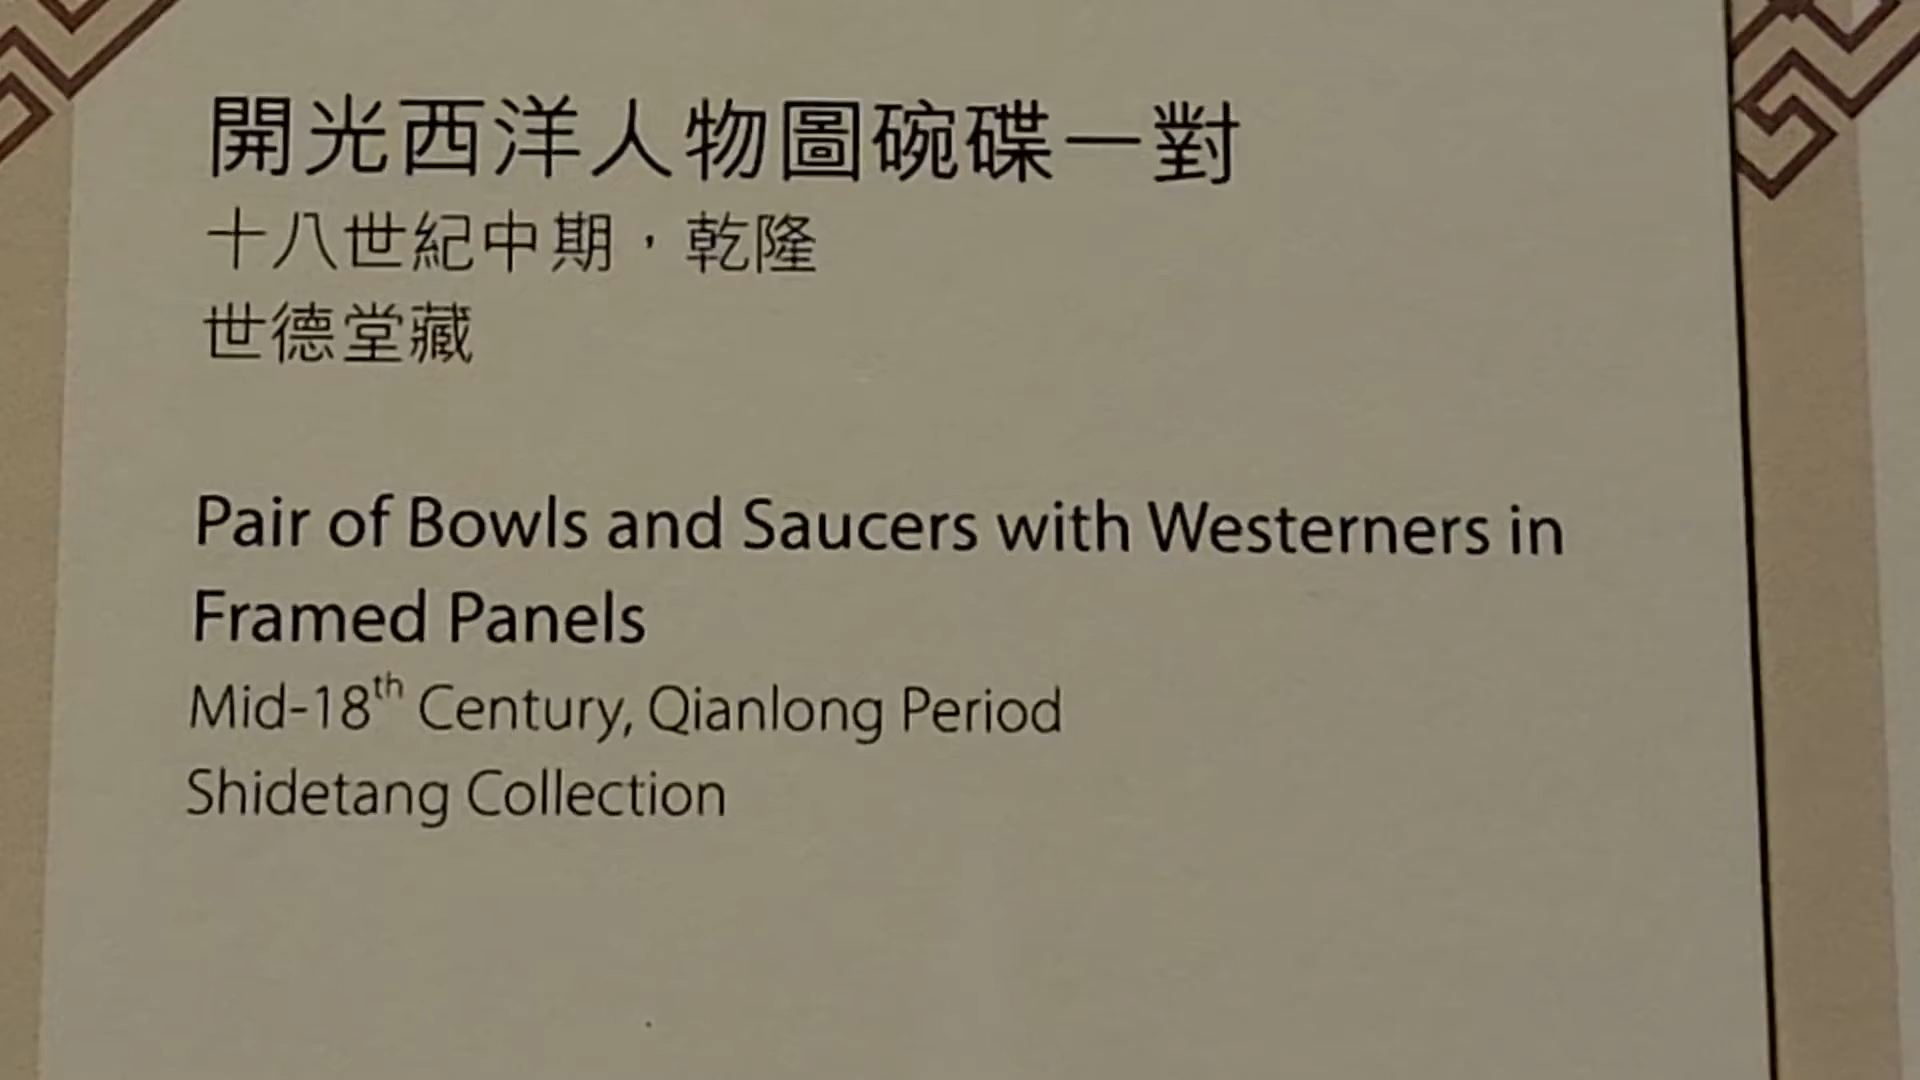 開光西洋人物圖碗碟一對
十八世紀中期，乾隆
世德堂藏
Pair of Bowls and Saucers with Westerners in
Framed Panels
Mid-18th Century, Qianlong Period
Shidetang Collection